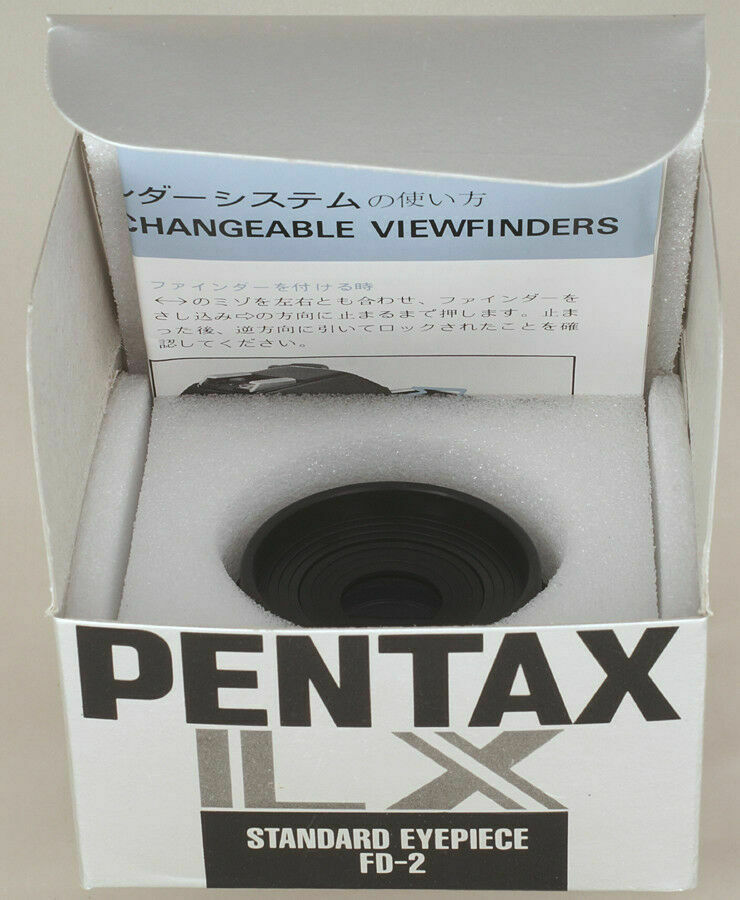 ンダーシステムの使い方
CHANGEABLE VIEWFINDERS
ファインダーを付ける時
←→のミゾを左右とも合わせ、ファインダーを
さし込み⇨の方向に止まるまで押します。止ま
った後、逆方向に引いてロックされたことを確
認してください。
PENTAX
LX
STANDARD EYEPIECE
FD-2